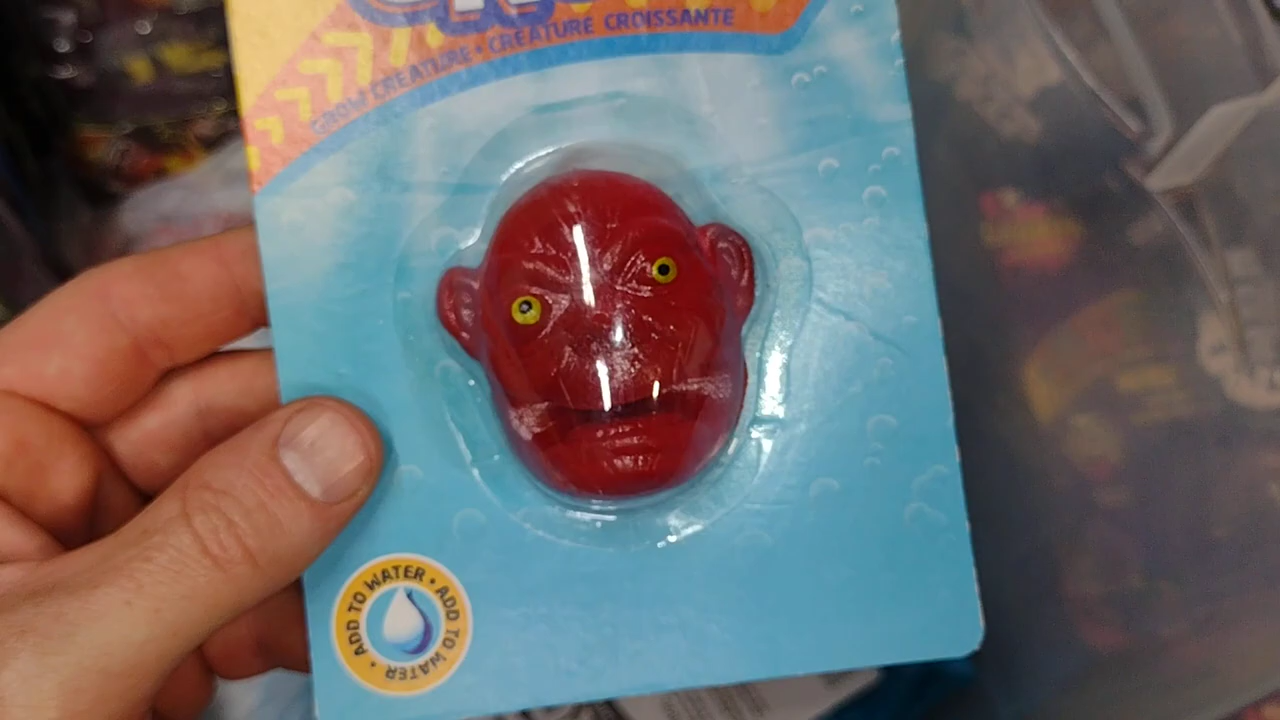 GROW CREATURE • CREATURE CROISSANTE
ADD TO WATER • ADD TO WATER •